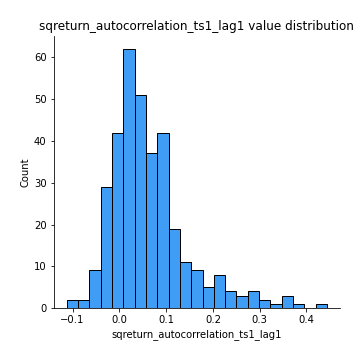 sqreturn_autocorrelation_ts1_lag1 value distribution
60
50
40
30
20
10
0
Count
−0.1 0.0 0.1 0.2 0.3 0.4
sqreturn_autocorrelation_ts1_lag1